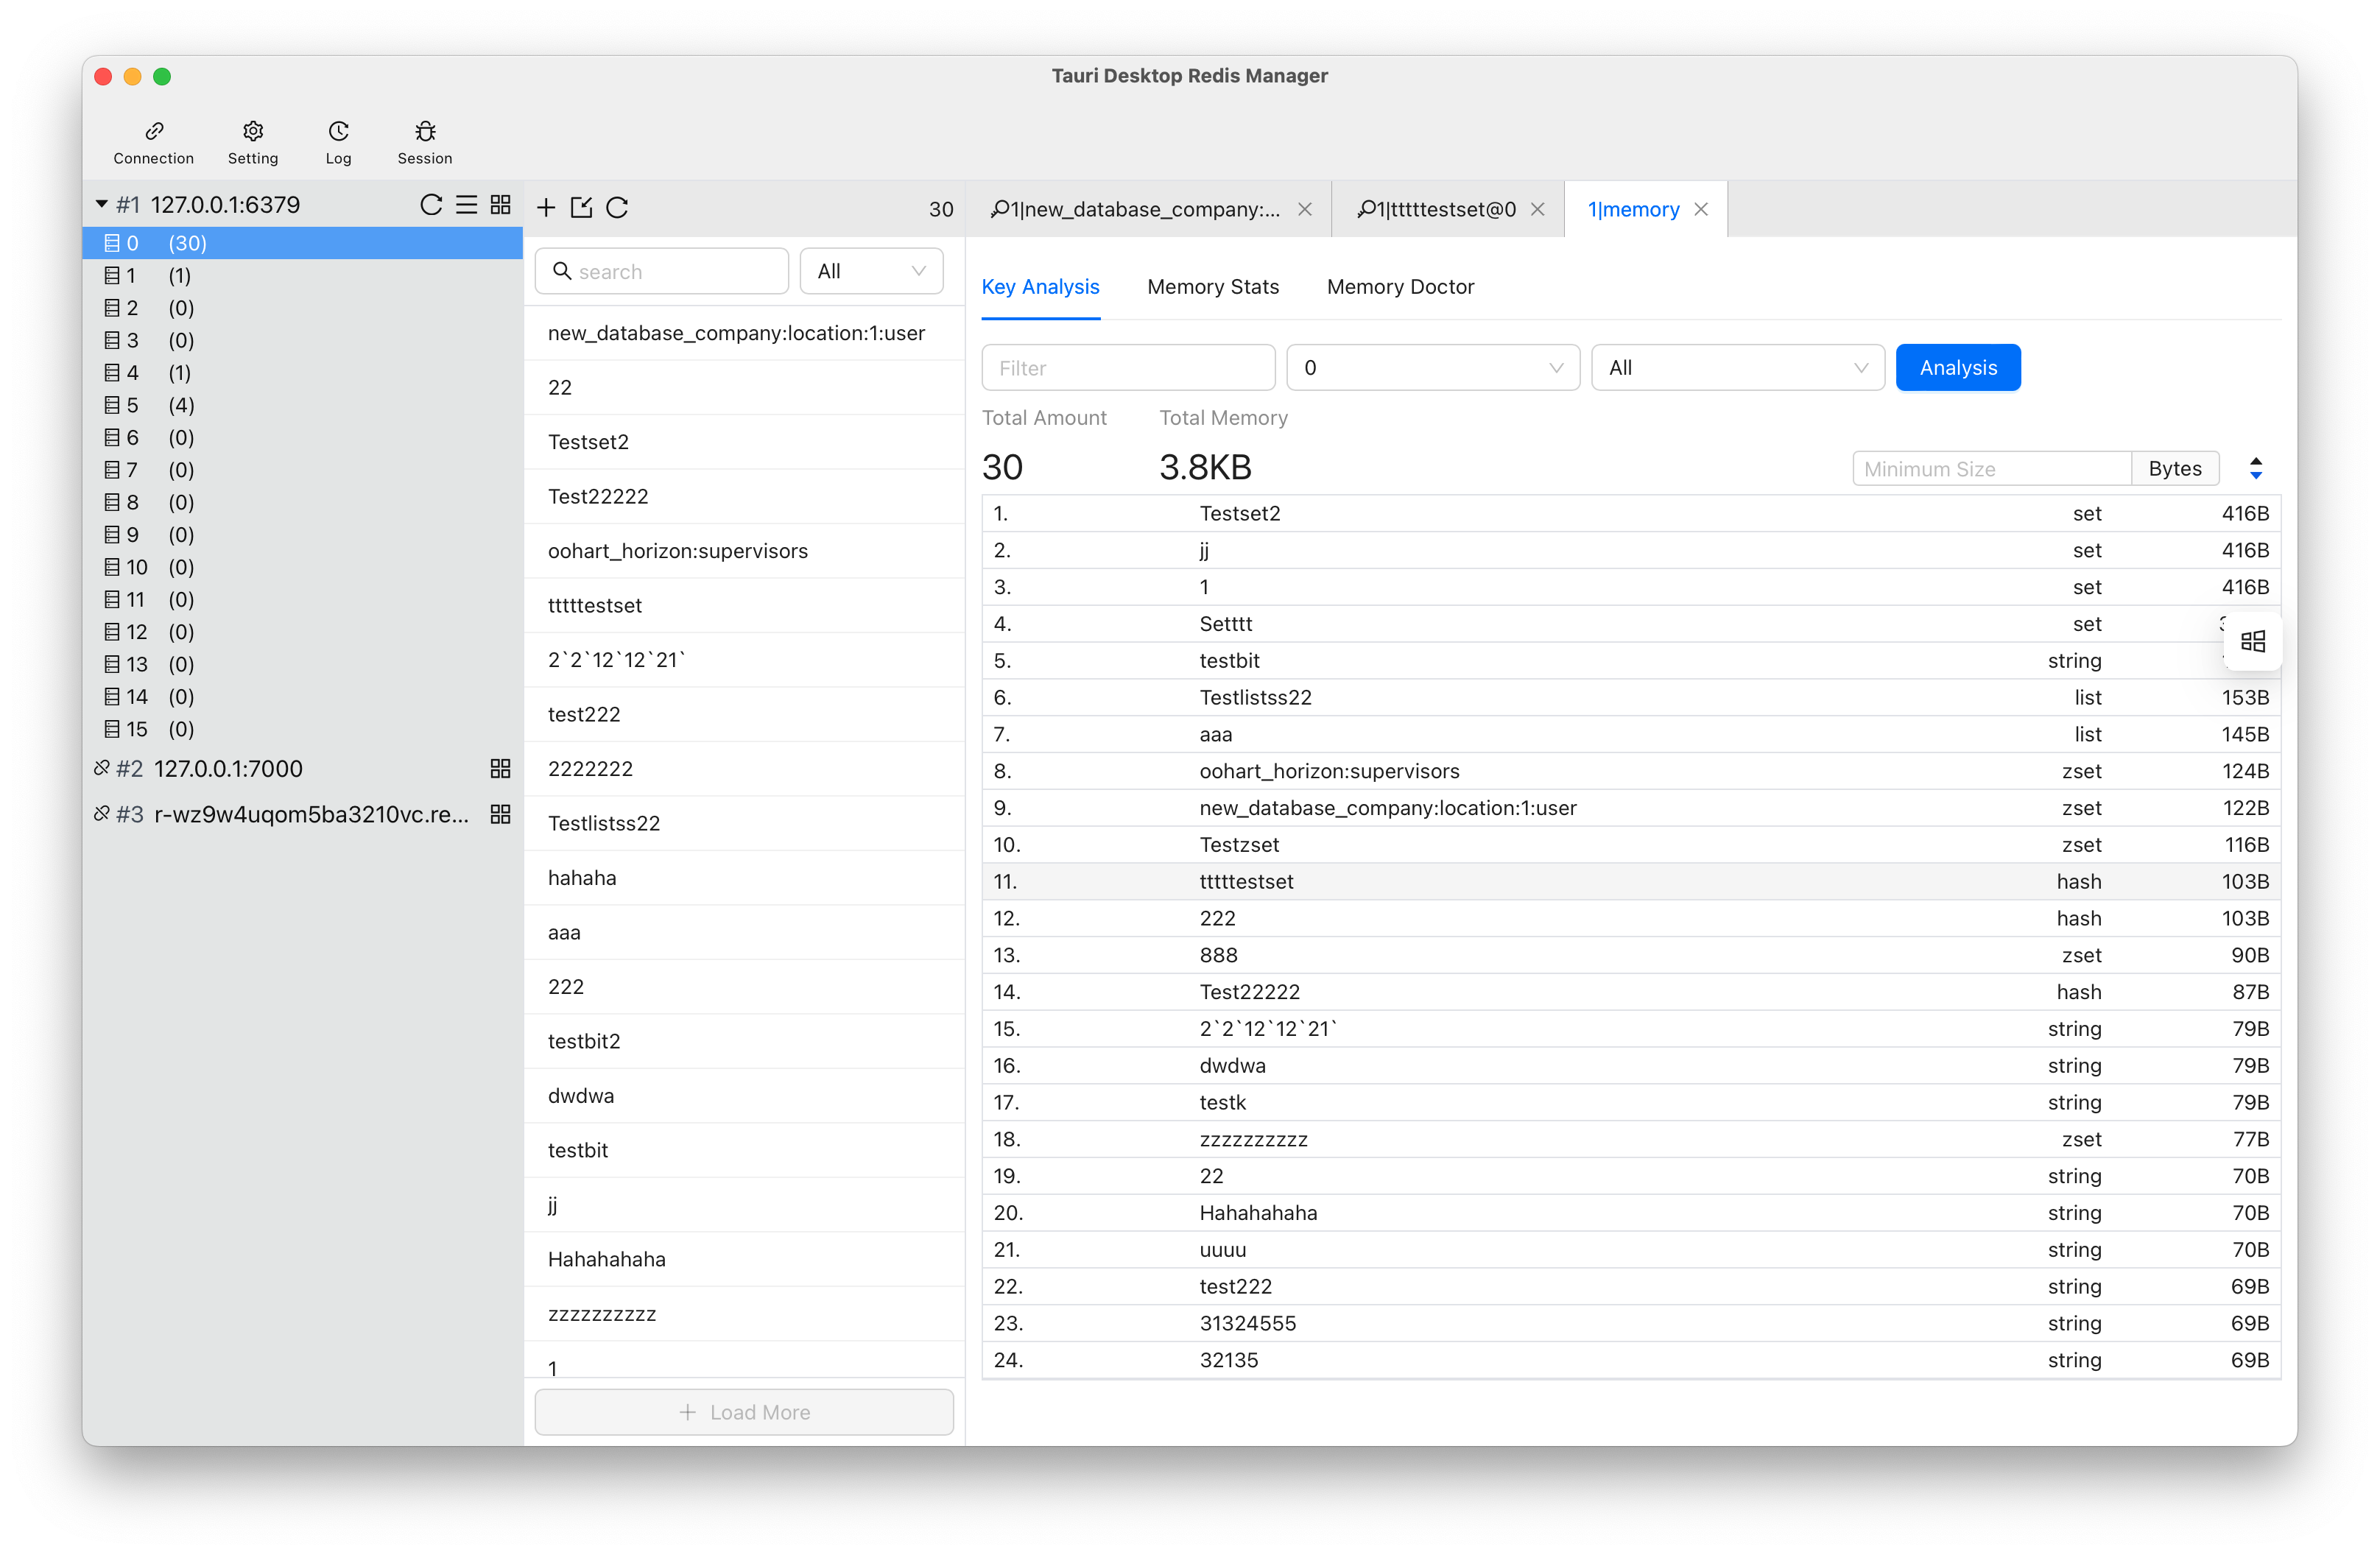 Tauri Desktop Redis Manager
Connection Setting Log Session
#1 127.0.0.1:6379
0 (30)
1 (1)
2 (0)
3 (0)
4 (1)
5 (4)
6 (0)
7 (0)
8 (0)
9 (0)
10 (0)
11 (0)
12 (0)
13 (0)
14 (0)
15 (0)
#2 127.0.0.1:7000
#3 r-wz9w4uqom5ba3210vc.re...
30
search All
new_database_company:location:1:user
22
Testset2
Test22222
oohart_horizon:supervisors
tttttestset
2`2`12`12`21`
test222
2222222
Testlistss22
hahaha
aaa
222
testbit2
dwdwa
testbit
jj
Hahahahaha
zzzzzzzzzz
1
Load More
1|new_database_company:... 1|tttttestset@0 1|memory
Key Analysis Memory Stats Memory Doctor
Filter 0 All Analysis
Total Amount Total Memory
30 3.8KB Minimum Size Bytes
1. Testset2 set 416B
2. jj set 416B
3. 1 set 416B
4. Setttt set
5. testbit string
6. Testlistss22 list 153B
7. aaa list 145B
8. oohart_horizon:supervisors zset 124B
9. new_database_company:location:1:user zset 122B
10. Testzset zset 116B
11. tttttestset hash 103B
12. 222 hash 103B
13. 888 zset 90B
14. Test22222 hash 87B
15. 2`2`12`12`21` string 79B
16. dwdwa string 79B
17. testk string 79B
18. zzzzzzzzzz zset 77B
19. 22 string 70B
20. Hahahahaha string 70B
21. uuuu string 70B
22. test222 string 69B
23. 31324555 string 69B
24. 32135 string 69B